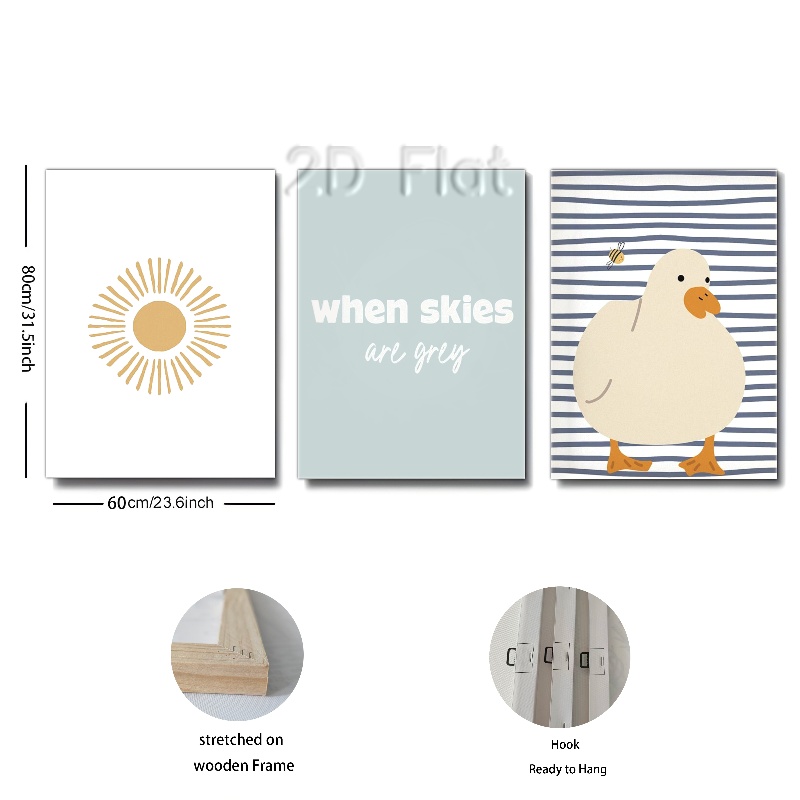 2D Flat
80cm/31.5inch
when skies
are grey
60cm/23.6inch
stretched on
wooden Frame
Hook
Ready to Hang